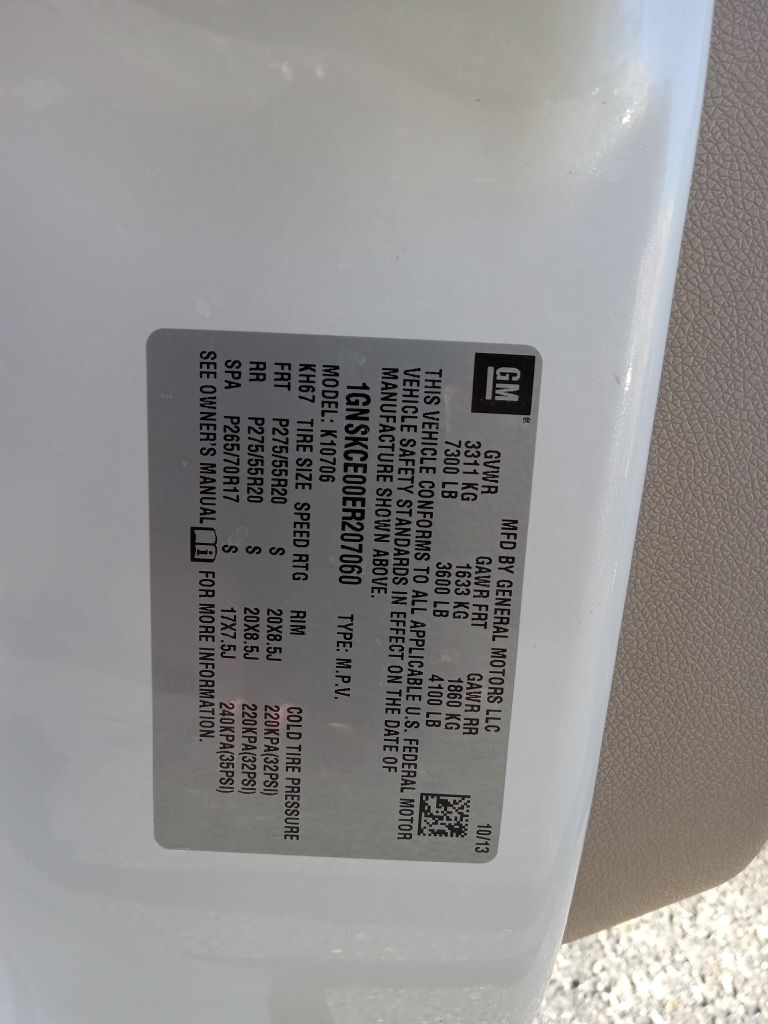 GM
MFD BY GENERAL MOTORS LLC 10/13
GVWR GAWR FRT GAWR RR
3311 KG 1633 KG 1860 KG
7300 LB 3600 LB 4100 LB
THIS VEHICLE CONFORMS TO ALL APPLICABLE U.S. FEDERAL MOTOR
VEHICLE SAFETY STANDARDS IN EFFECT ON THE DATE OF
MANUFACTURE SHOWN ABOVE.
1GNSKCE00ER207060 TYPE: M.P.V.
MODEL: K10706
KH67 TIRE SIZE SPEED RTG RIM COLD TIRE PRESSURE
FRT P275/55R20 S 20X8.5J 220KPA(32PSI)
RR P275/55R20 S 20X8.5J 220KPA(32PSI)
SPA P265/70R17 S 17X7.5J 240KPA(35PSI)
SEE OWNER'S MANUAL FOR MORE INFORMATION.